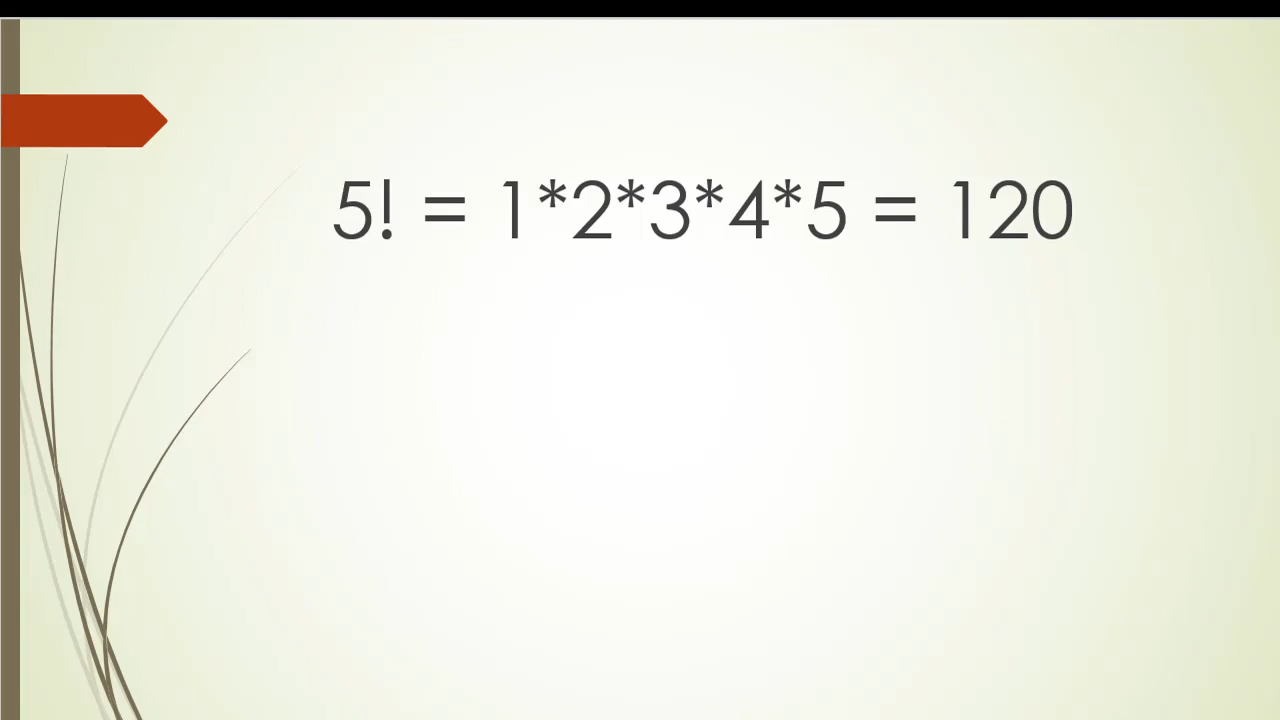 5! = 1*2*3*4*5 = 120